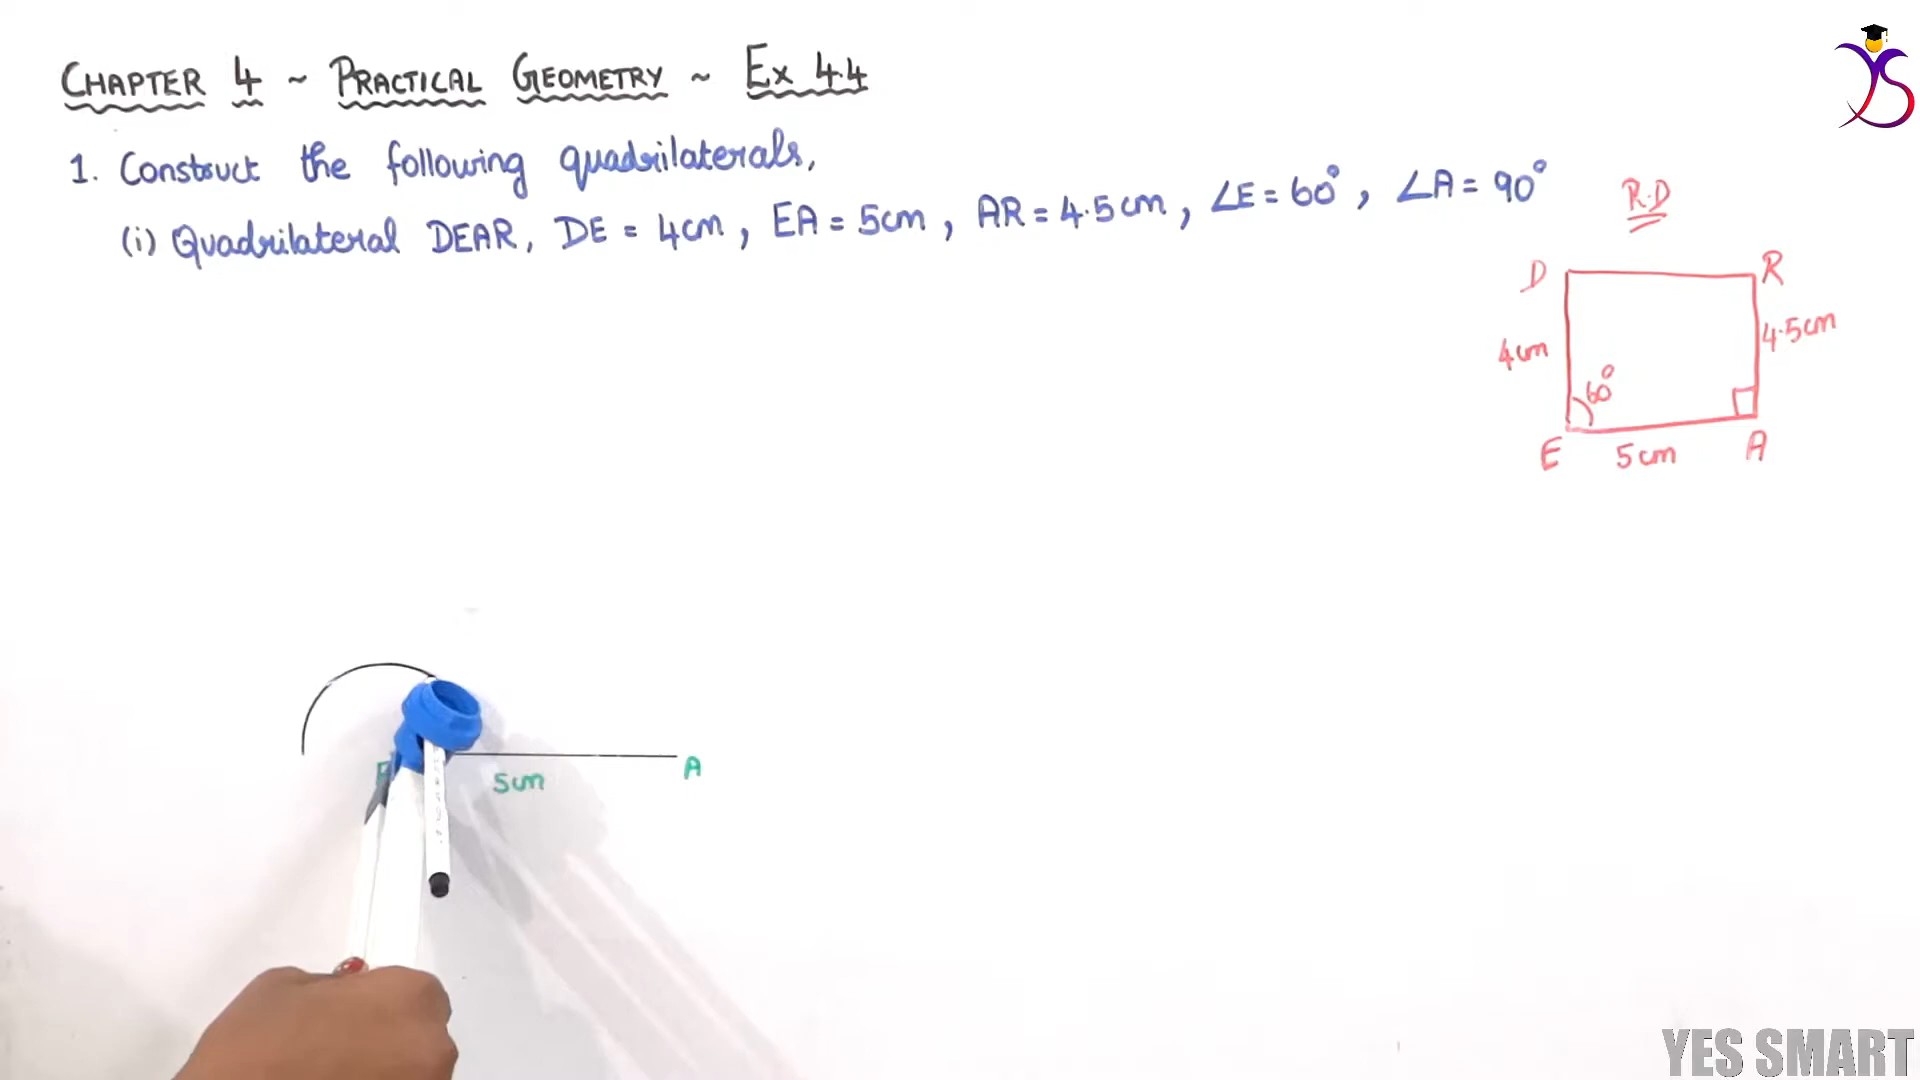 CHAPTER 4 ~ PRACTICAL GEOMETRY ~ Ex 4.4
1. Construct the following quadrilaterals,
(i) Quadrilateral DEAR, DE = 4cm, EA = 5cm, AR = 4.5cm, ∠E = 60°, ∠A = 90°
R.D
D R
4cm 4.5cm
60°
E 5cm A
5cm A
YS
YES SMART